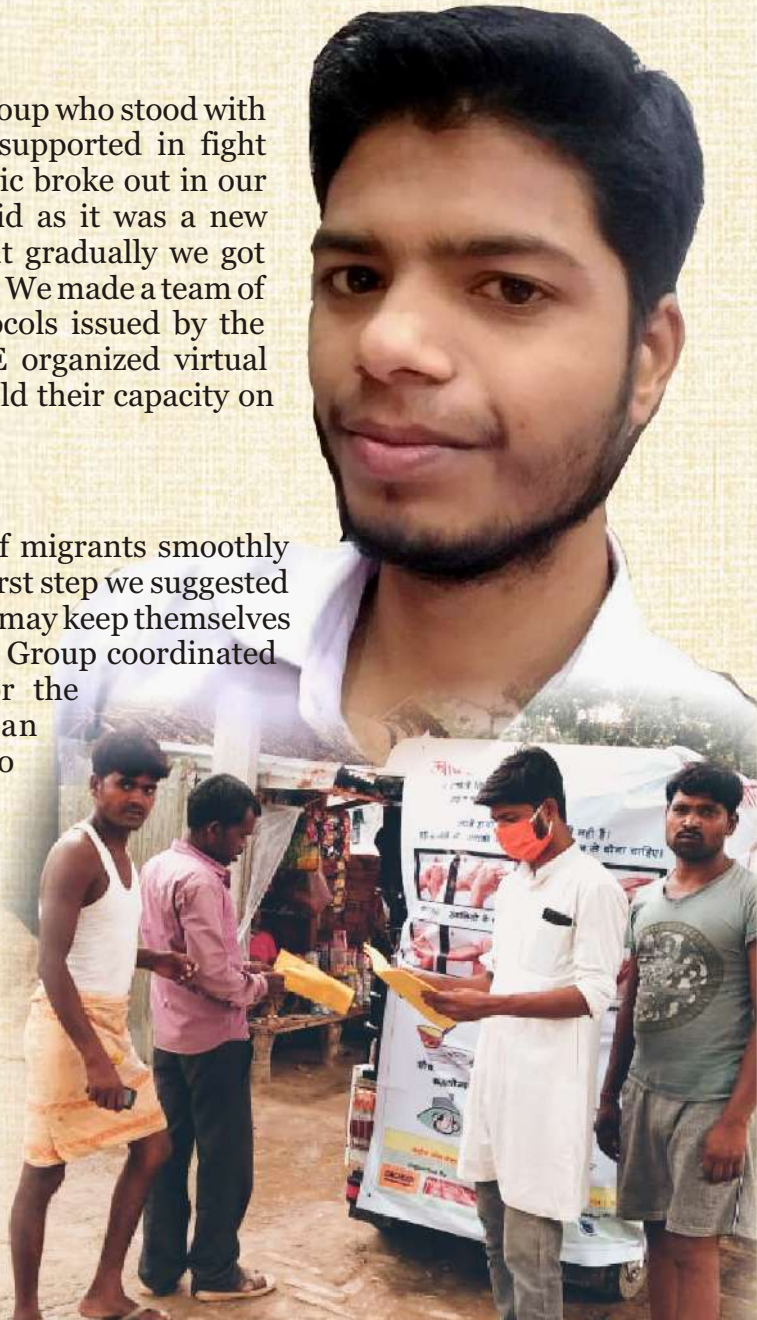 oup who stood with
supported in fight
ic broke out in our
id as it was a new
t gradually we got
We made a team of
ocols issued by the
E organized virtual
ld their capacity on
f migrants smoothly
rst step we suggested
may keep themselves
Group coordinated
r the
an
o
नहीं है।
से धोना चाहिए।